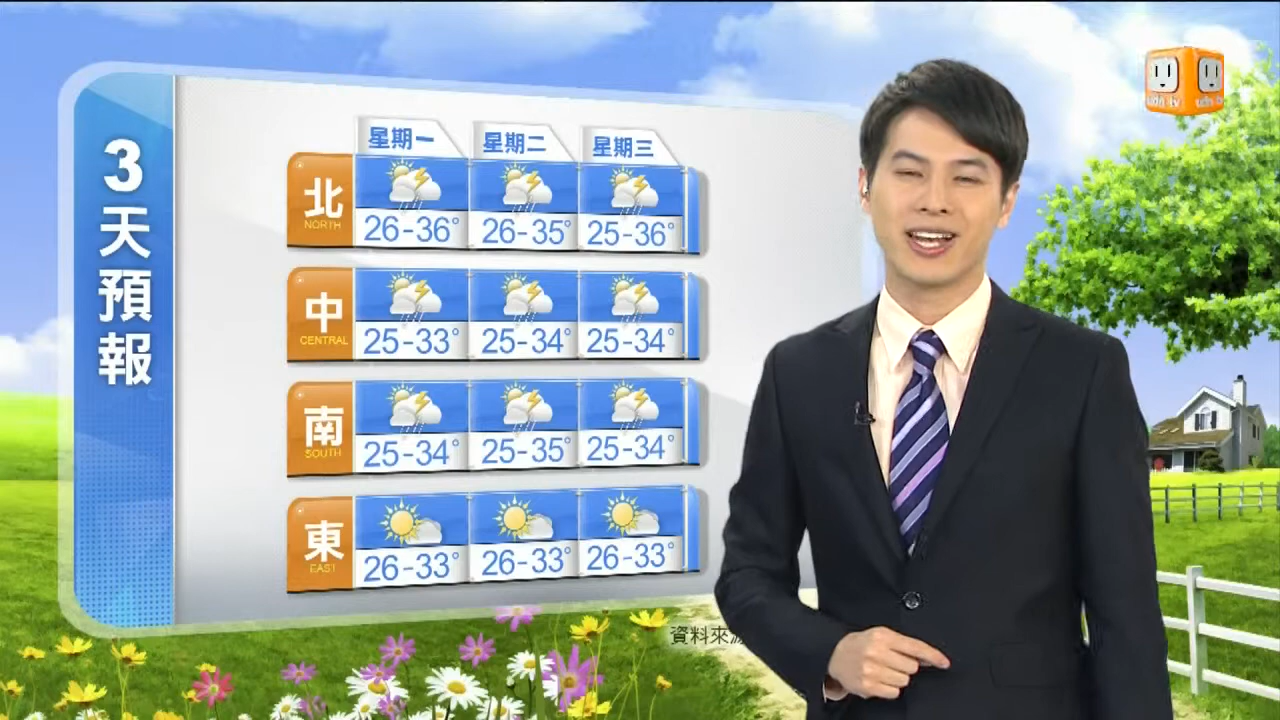 3天預報
星期一 星期二 星期三
北 NORTH 26-36° 26-35° 25-36°
中 CENTRAL 25-33° 25-34° 25-34°
南 SOUTH 25-34° 25-35° 25-34°
東 EAST 26-33° 26-33° 26-33°
資料來源
udn tv udn tv